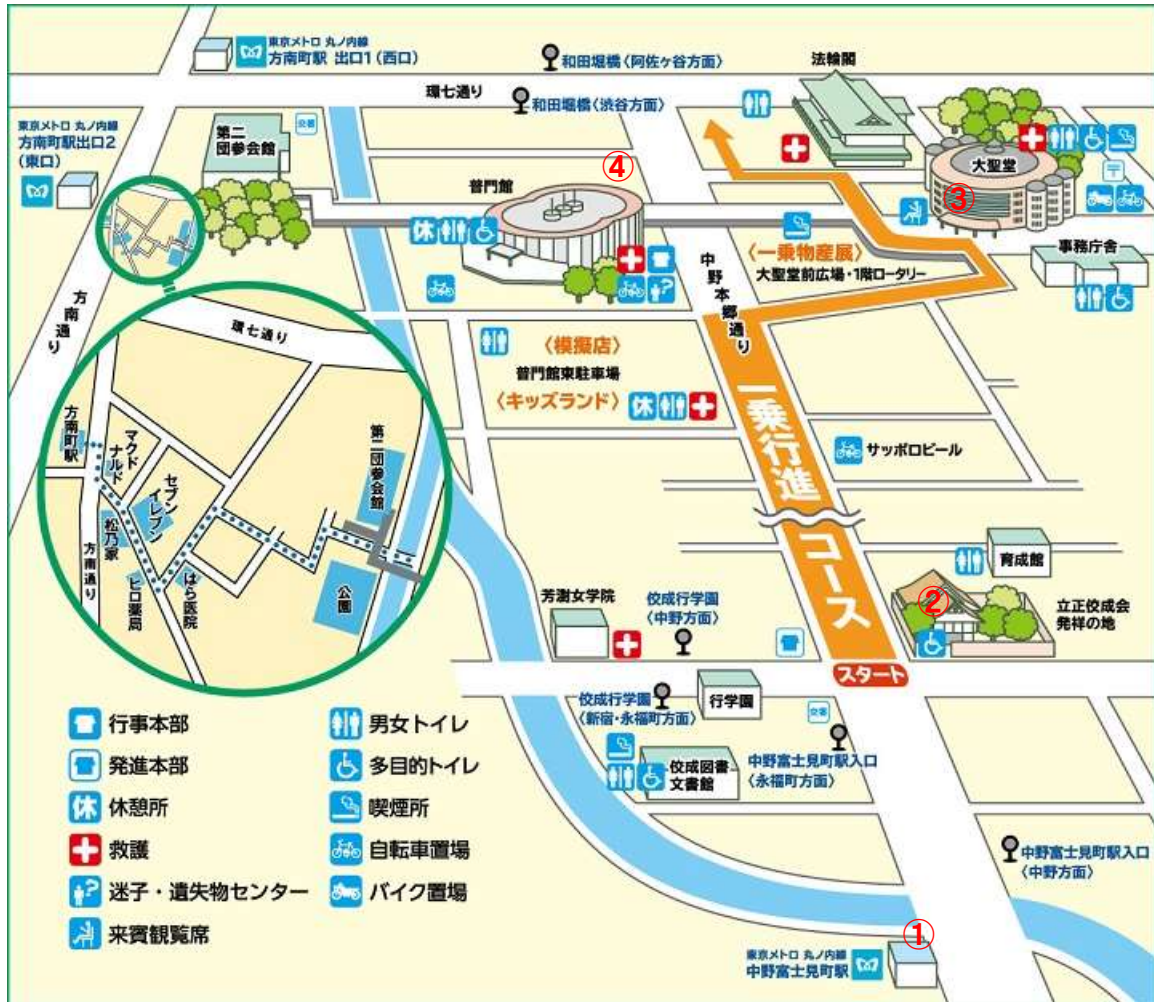 東京メトロ 丸ノ内線
方南町駅 出口1（西口）
和田堀橋〈阿佐ヶ谷方面〉
法輪閣
環七通り
和田堀橋〈渋谷方面〉
東京メトロ 丸ノ内線
方南町駅出口2
（東口）
第二
団参会館
交番
④
大聖堂
普門館
〒
③
休
〈一乗物産展〉
大聖堂前広場・1階ロータリー
事務庁舎
中野本郷通り
方南通り
環七通り
〈模擬店〉
普門館東駐車場
〈キッズランド〉
休
一乗行進
コース
サッポロビール
方南町駅
マクド
ナルド
セブン
イレブン
第二団参会館
松乃家
方南通り
ヒロ薬局
はら医院
公園
育成館
②
立正佼成会
発祥の地
芳澍女学院
佼成行学園
〈中野方面〉
スタート
佼成行学園
〈新宿・永福町方面〉
行学園
交番
佼成図書
文書館
中野富士見町駅入口
〈永福町方面〉
中野富士見町駅入口
〈中野方面〉
①
東京メトロ 丸ノ内線
中野富士見町駅
行事本部
発進本部
休 休憩所
救護
? 迷子・遺失物センター
来賓観覧席
男女トイレ
多目的トイレ
喫煙所
自転車置場
バイク置場